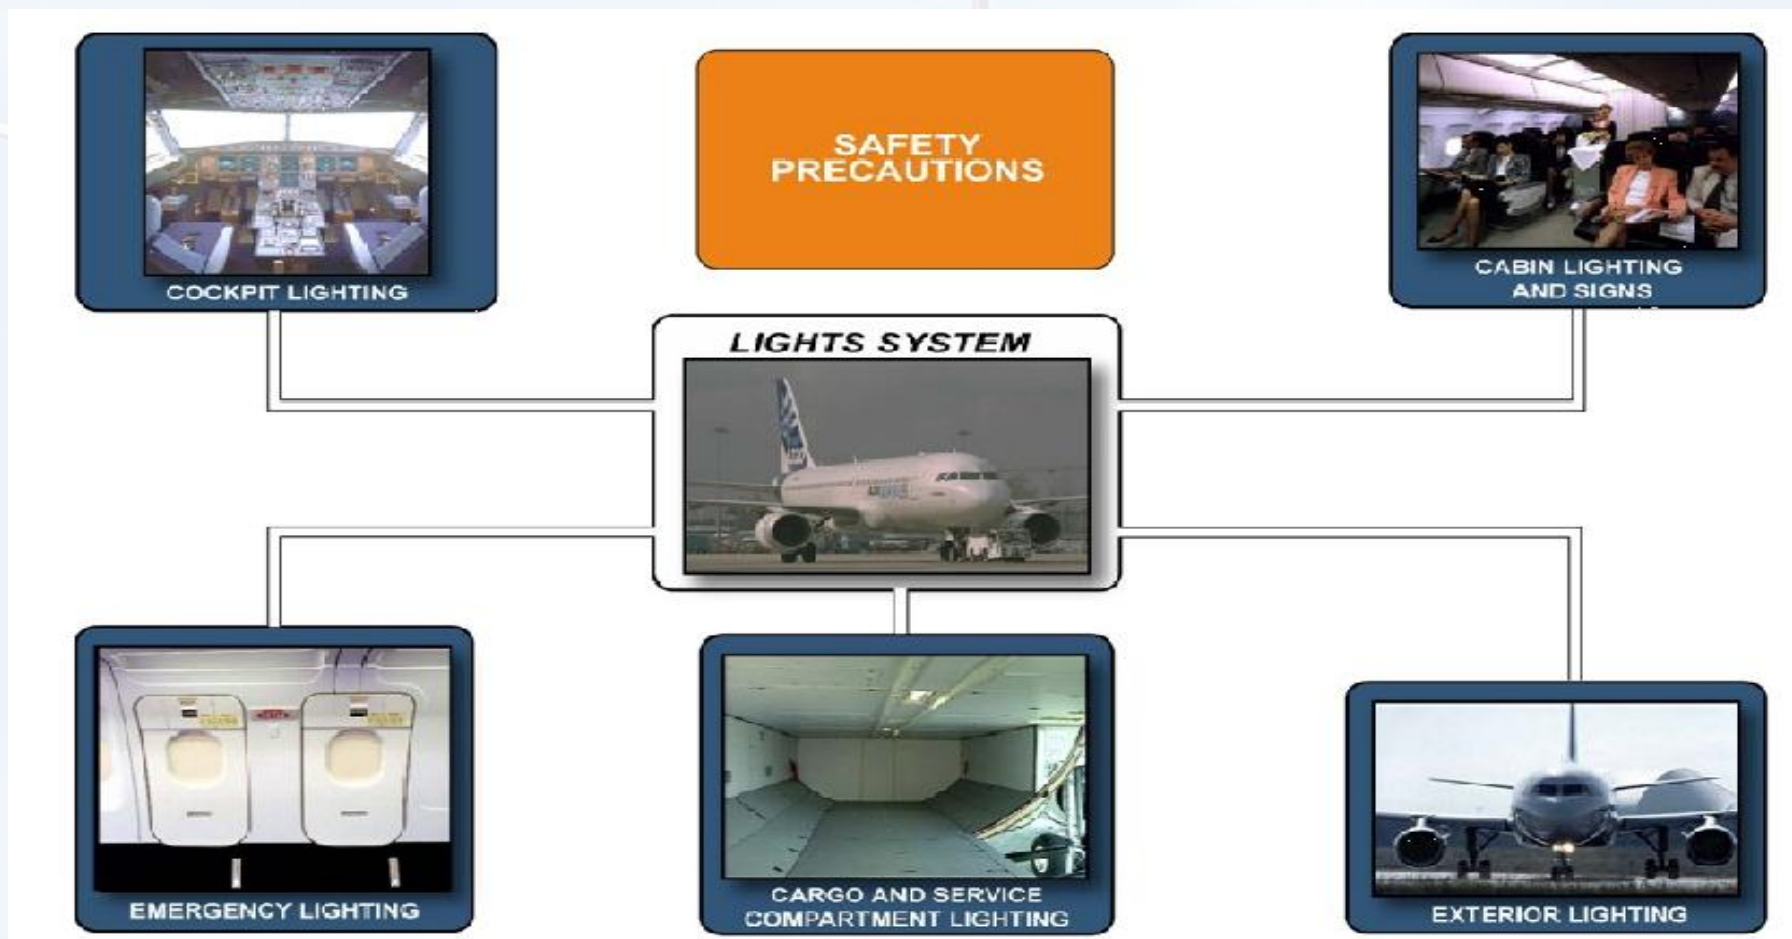 SAFETY
PRECAUTIONS
COCKPIT LIGHTING
CABIN LIGHTING
AND SIGNS
LIGHTS SYSTEM
EMERGENCY LIGHTING
CARGO AND SERVICE
COMPARTMENT LIGHTING
EXTERIOR LIGHTING